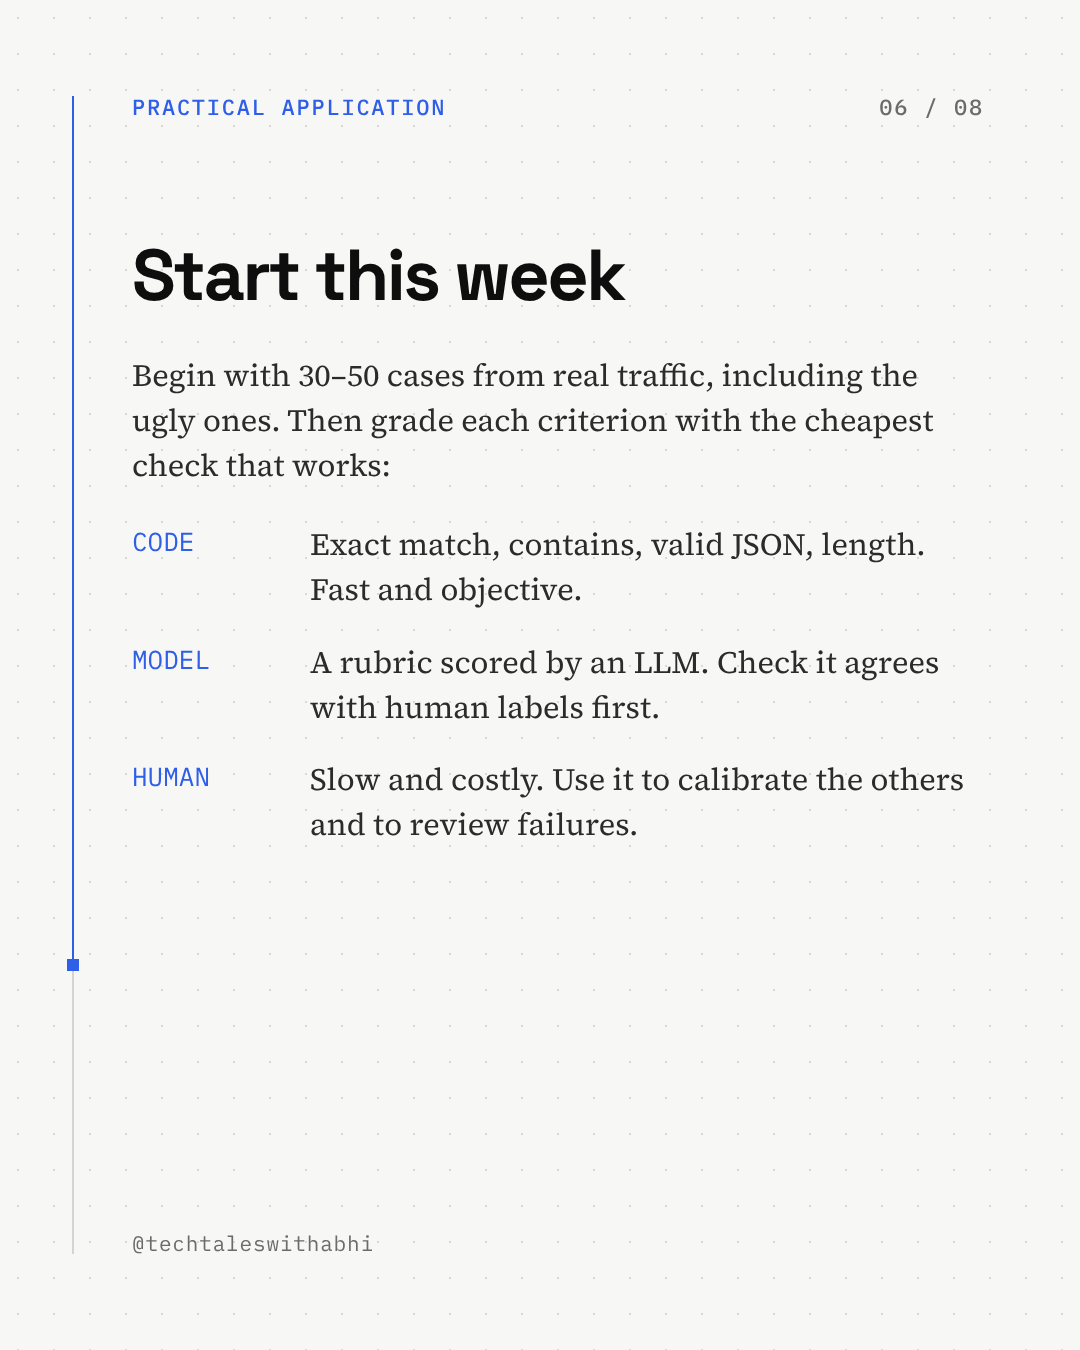 PRACTICAL APPLICATION
06 / 08
Start this week
Begin with 30–50 cases from real traffic, including the
ugly ones. Then grade each criterion with the cheapest
check that works:
CODE
Exact match, contains, valid JSON, length.
Fast and objective.
MODEL
A rubric scored by an LLM. Check it agrees
with human labels first.
HUMAN
Slow and costly. Use it to calibrate the others
and to review failures.
@techtaleswithabhi